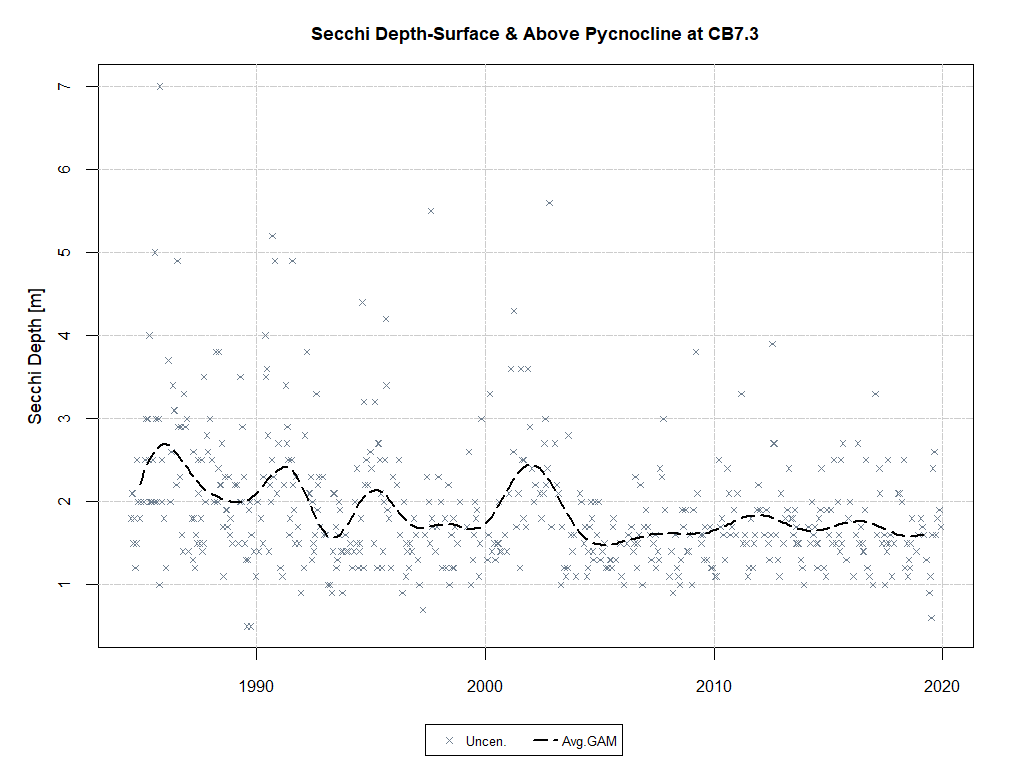 Secchi Depth-Surface & Above Pycnocline at CB7.3
7
6
5
4
3
2
1
Secchi Depth [m]
1990 2000 2010 2020
Uncen. Avg.GAM